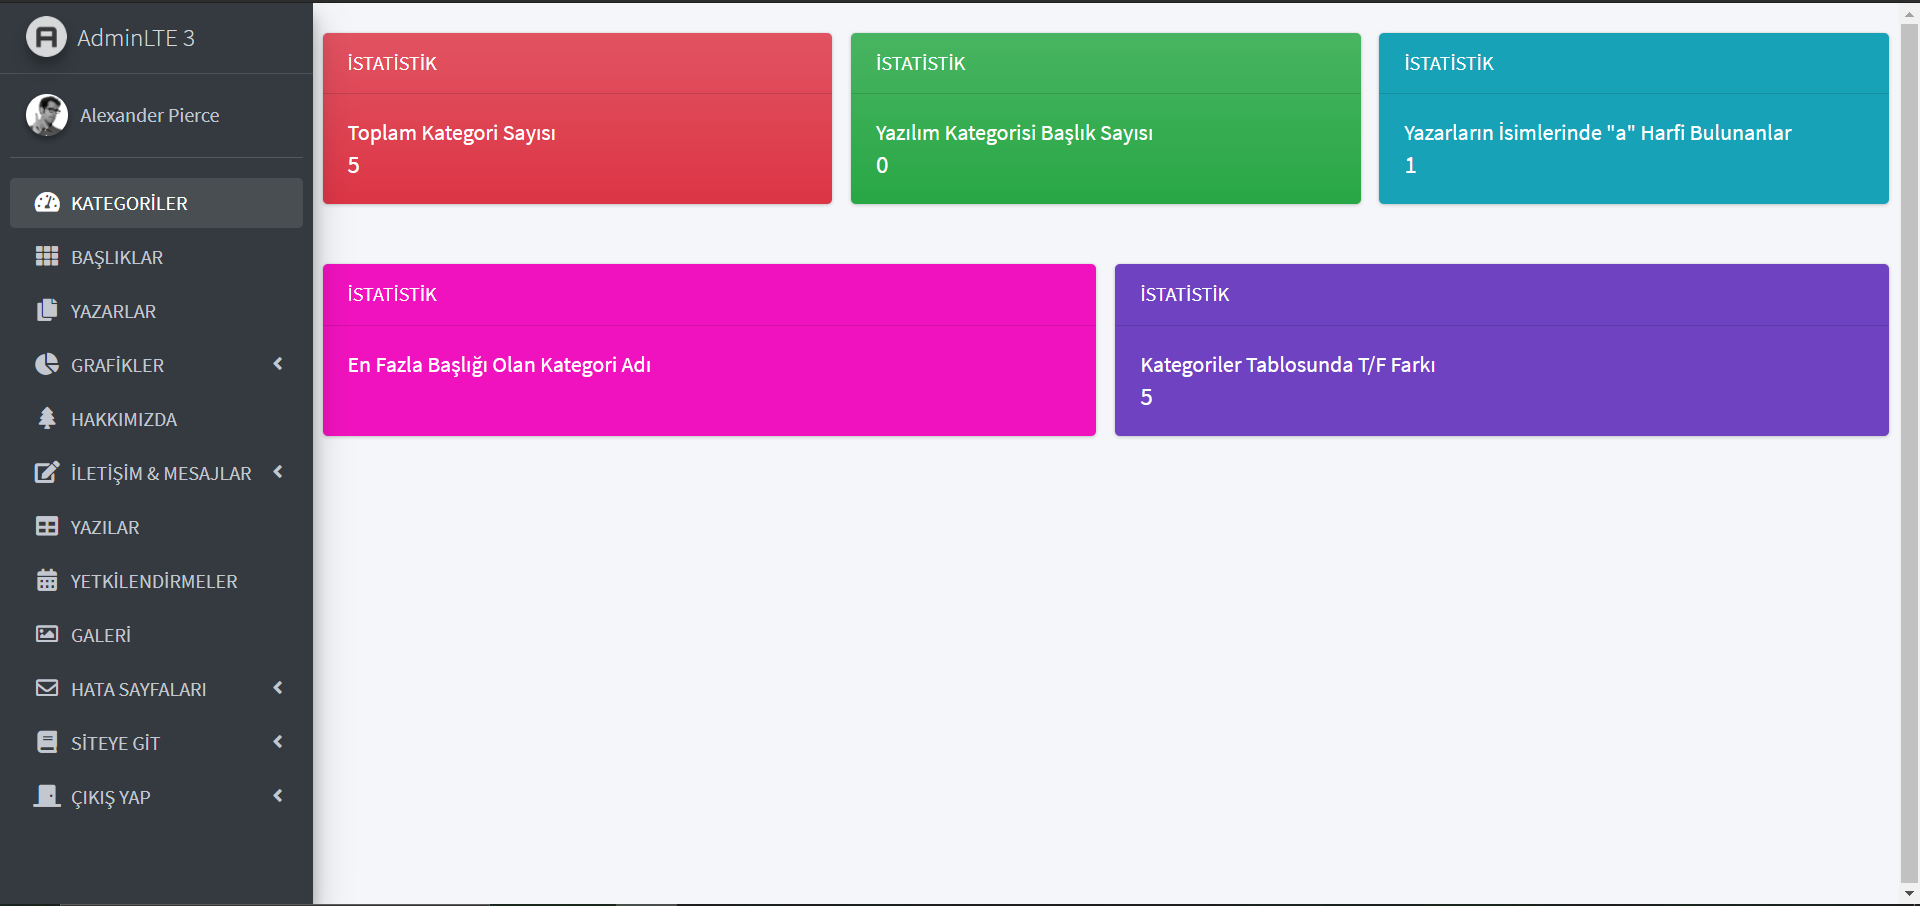 AdminLTE 3
Alexander Pierce
KATEGORİLER
BAŞLIKLAR
YAZARLAR
GRAFİKLER
HAKKIMIZDA
İLETİŞİM & MESAJLAR
YAZILAR
YETKİLENDİRMELER
GALERİ
HATA SAYFALARI
SİTEYE GİT
ÇIKIŞ YAP
İSTATİSTİK
Toplam Kategori Sayısı
5
İSTATİSTİK
Yazılım Kategorisi Başlık Sayısı
0
İSTATİSTİK
Yazarların İsimlerinde "a" Harfi Bulunanlar
1
İSTATİSTİK
En Fazla Başlığı Olan Kategori Adı
İSTATİSTİK
Kategoriler Tablosunda T/F Farkı
5